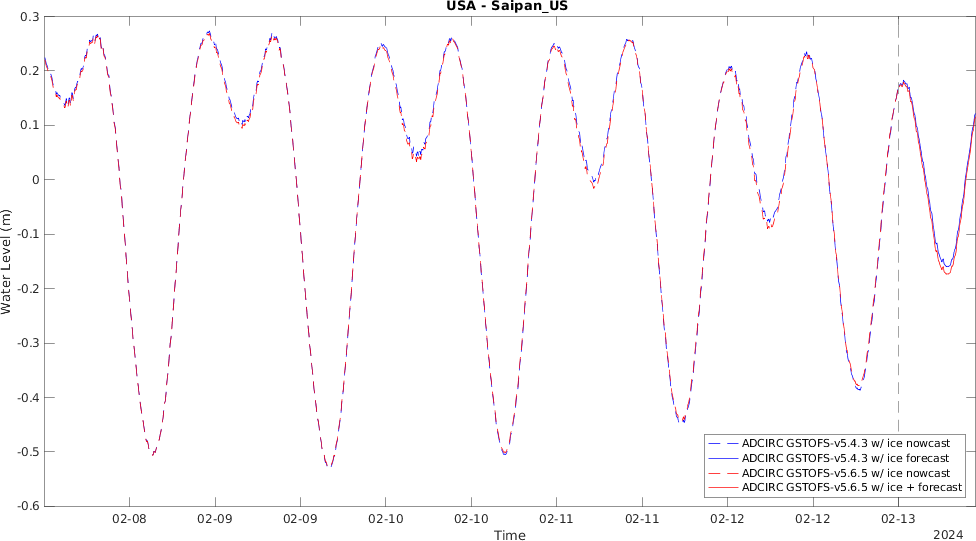 USA - Saipan_US
0.3
0.2
0.1
0
-0.1
-0.2
-0.3
-0.4
-0.5
-0.6
Water Level (m)
ADCIRC GSTOFS-v5.4.3 w/ ice nowcast
ADCIRC GSTOFS-v5.4.3 w/ ice forecast
ADCIRC GSTOFS-v5.6.5 w/ ice nowcast
ADCIRC GSTOFS-v5.6.5 w/ ice + forecast
02-08 02-09 02-09 02-10 02-10 02-11 02-11 02-12 02-12 02-13
Time
2024